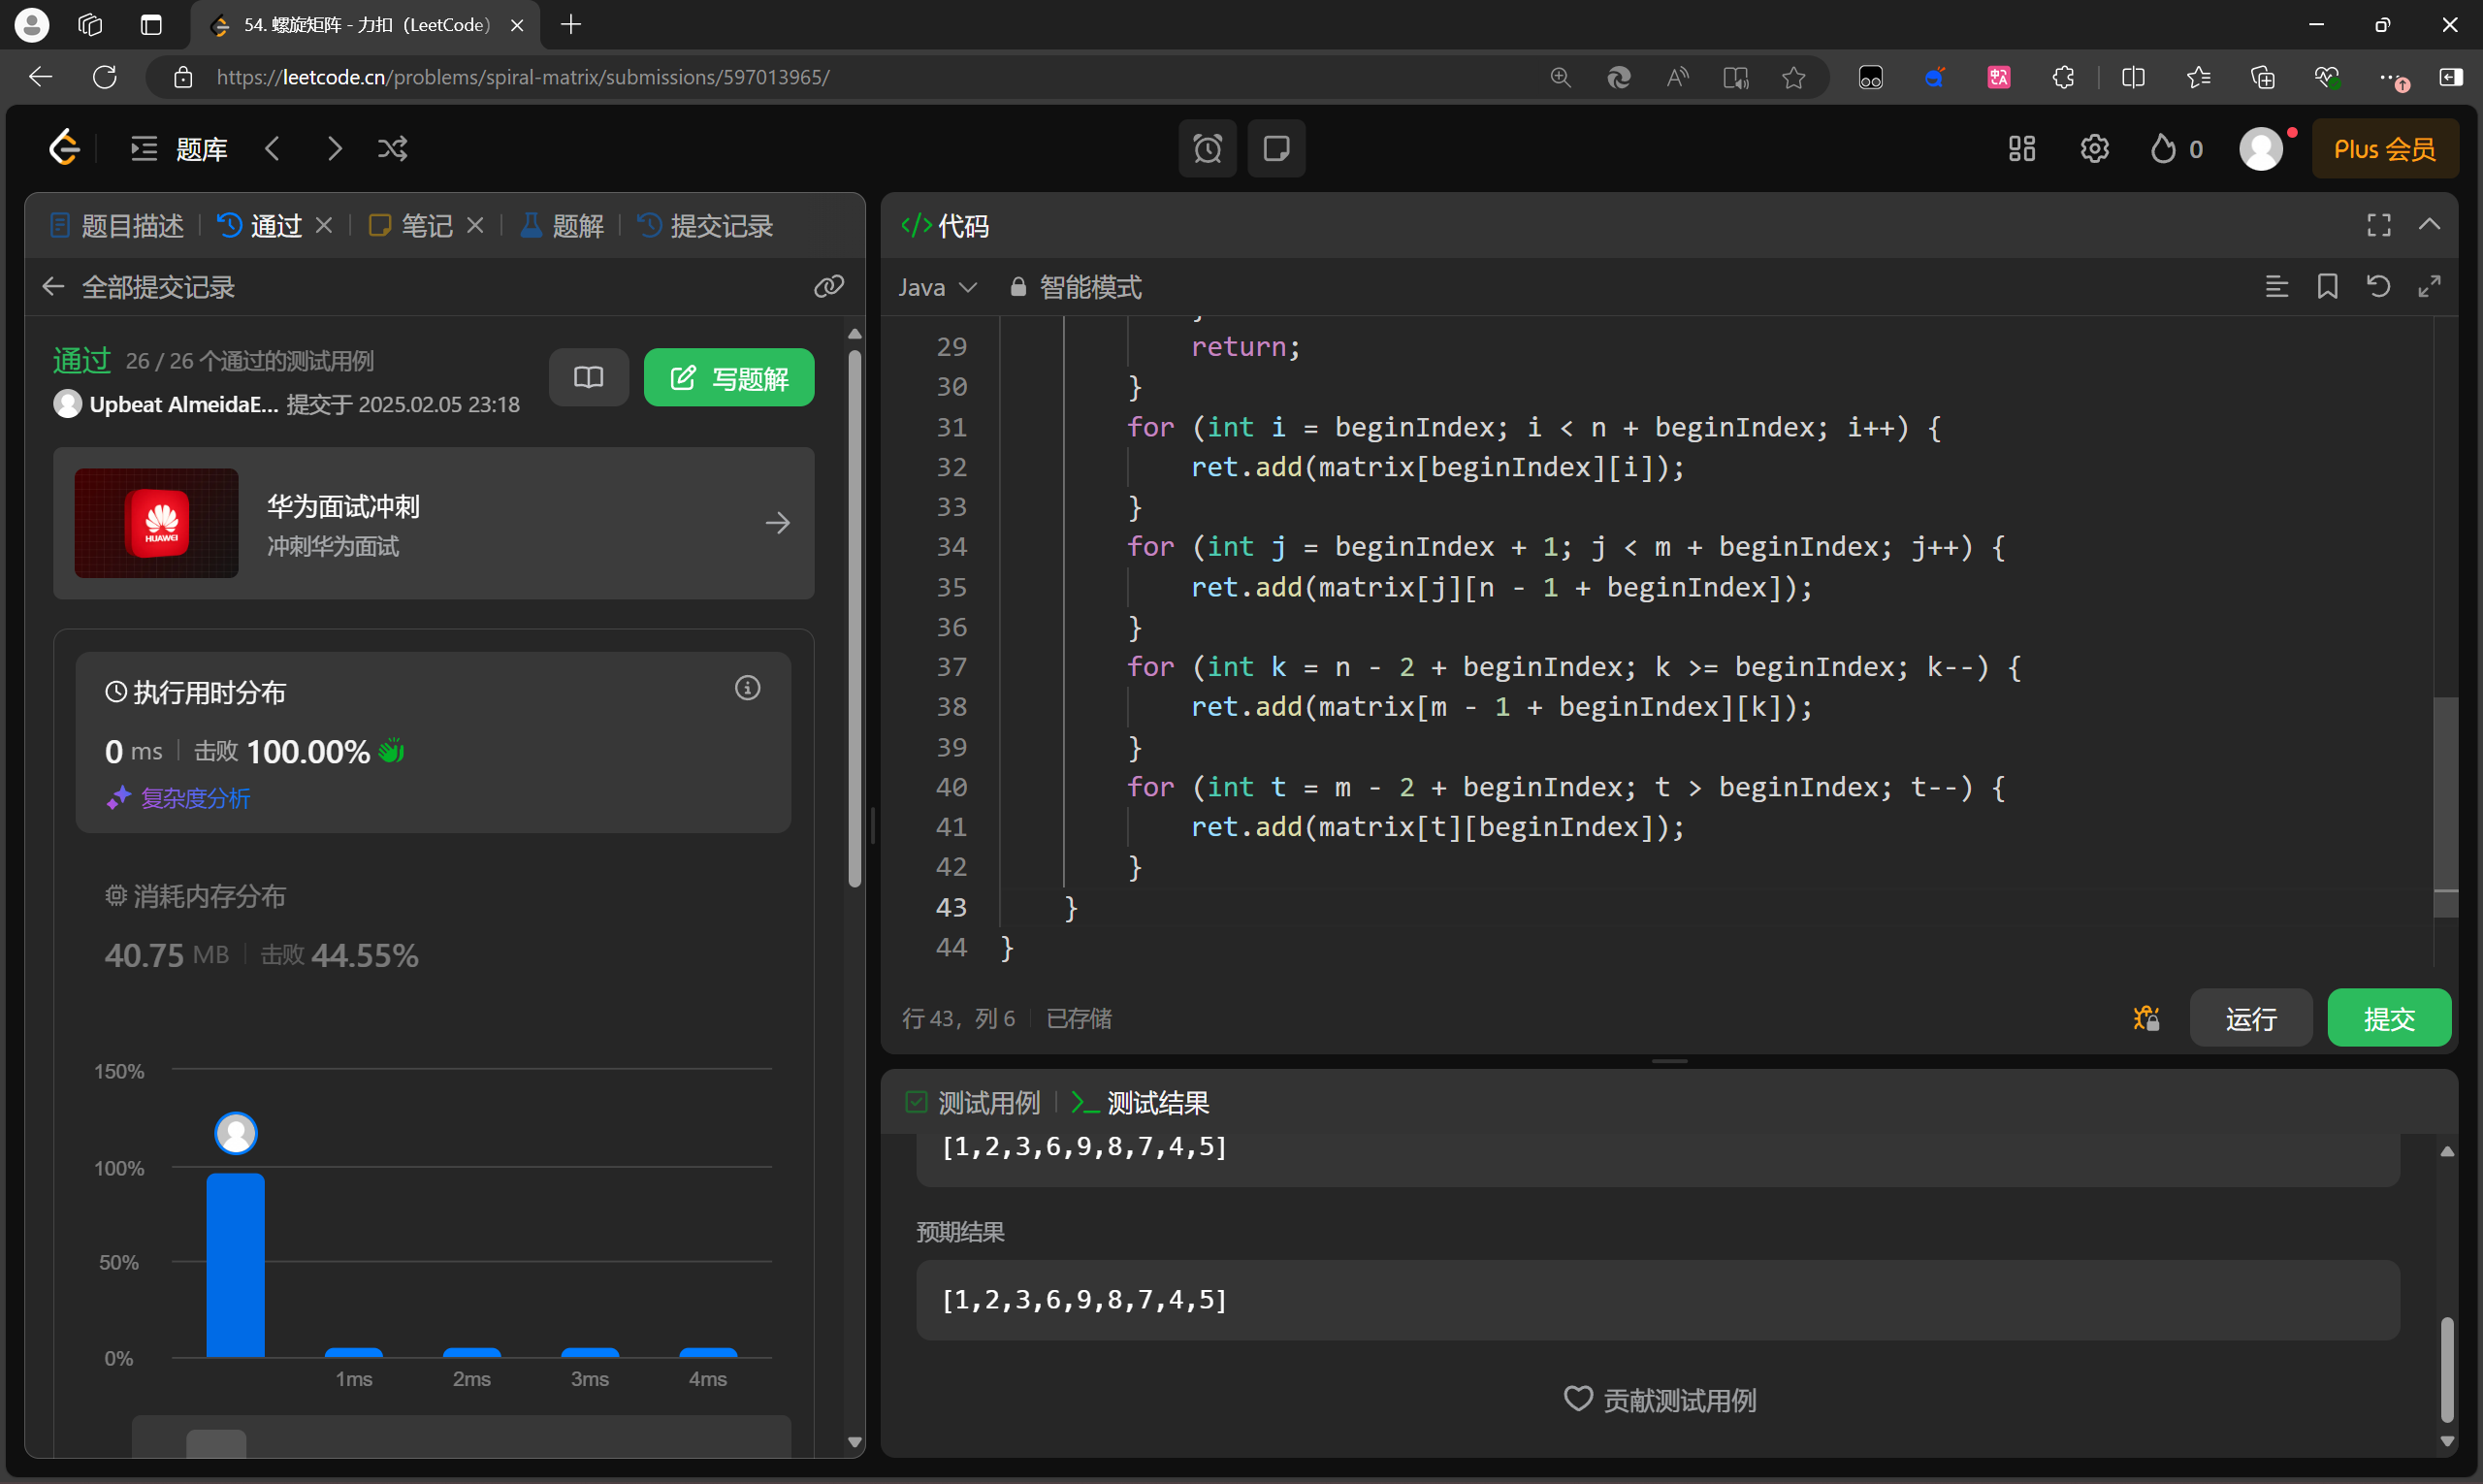 54. 螺旋矩阵 - 力扣（LeetCode）
https://leetcode.cn/problems/spiral-matrix/submissions/597013965/
题库
0
Plus 会员
题目描述 通过 笔记 题解 提交记录
全部提交记录
通过 26 / 26 个通过的测试用例
Upbeat AlmeidaE... 提交于 2025.02.05 23:18
写题解
HUAWEI
华为面试冲刺
冲刺华为面试
执行用时分布
0 ms 击败 100.00%
复杂度分析
消耗内存分布
40.75 MB 击败 44.55%
150%
100%
50%
0%
1ms 2ms 3ms 4ms
</>代码
Java 智能模式
29 return;
30 }
31 for (int i = beginIndex; i < n + beginIndex; i++) {
32 ret.add(matrix[beginIndex][i]);
33 }
34 for (int j = beginIndex + 1; j < m + beginIndex; j++) {
35 ret.add(matrix[j][n - 1 + beginIndex]);
36 }
37 for (int k = n - 2 + beginIndex; k >= beginIndex; k--) {
38 ret.add(matrix[m - 1 + beginIndex][k]);
39 }
40 for (int t = m - 2 + beginIndex; t > beginIndex; t--) {
41 ret.add(matrix[t][beginIndex]);
42 }
43 }
44 }
行 43，列 6 已存储
运行
提交
测试用例 测试结果
[1,2,3,6,9,8,7,4,5]
预期结果
[1,2,3,6,9,8,7,4,5]
贡献测试用例